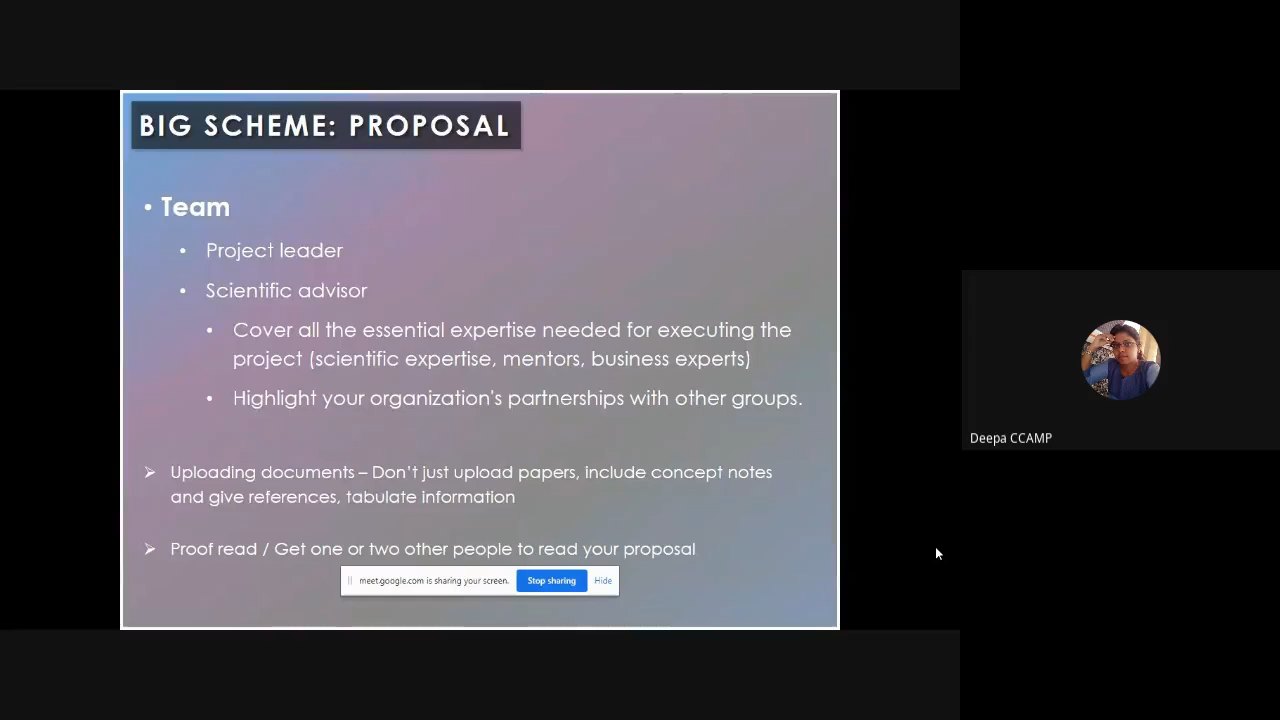 BIG SCHEME: PROPOSAL
• Team
• Project leader
• Scientific advisor
• Cover all the essential expertise needed for executing the
project (scientific expertise, mentors, business experts)
• Highlight your organization's partnerships with other groups.
➢ Uploading documents – Don't just upload papers, include concept notes
and give references, tabulate information
➢ Proof read / Get one or two other people to read your proposal
meet.google.com is sharing your screen. Stop sharing Hide
Deepa CCAMP